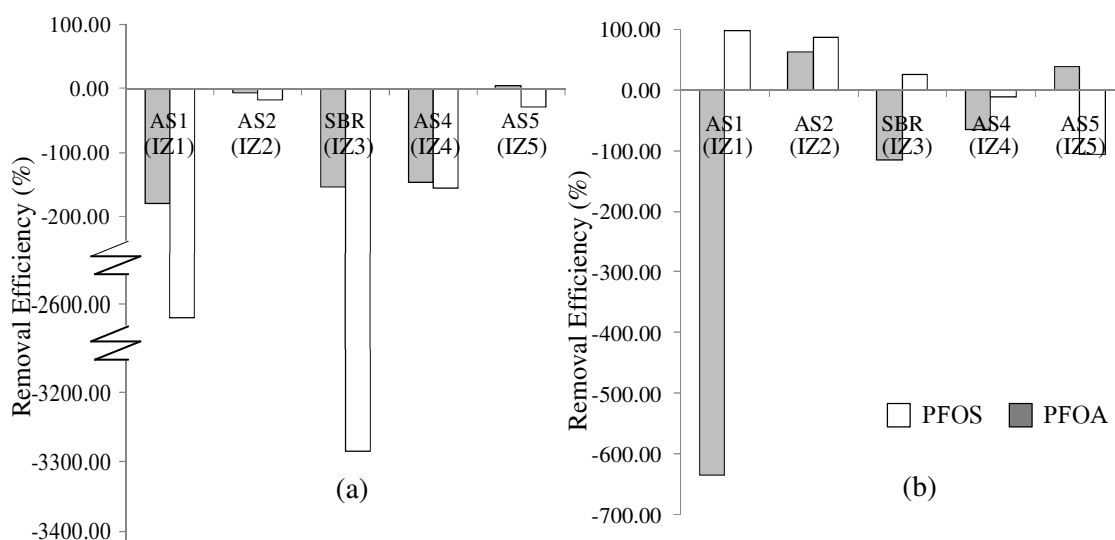 Removal Efficiency (%)
100.00
0.00
-100.00
-200.00
-2600.00
-3200.00
-3300.00
-3400.00
AS1
(IZ1)
AS2
(IZ2)
SBR
(IZ3)
AS4
(IZ4)
AS5
(IZ5)
(a)
Removal Efficiency (%)
100.00
0.00
-100.00
-200.00
-300.00
-400.00
-500.00
-600.00
-700.00
AS1
(IZ1)
AS2
(IZ2)
SBR
(IZ3)
AS4
(IZ4)
AS5
(IZ5)
PFOS PFOA
(b)